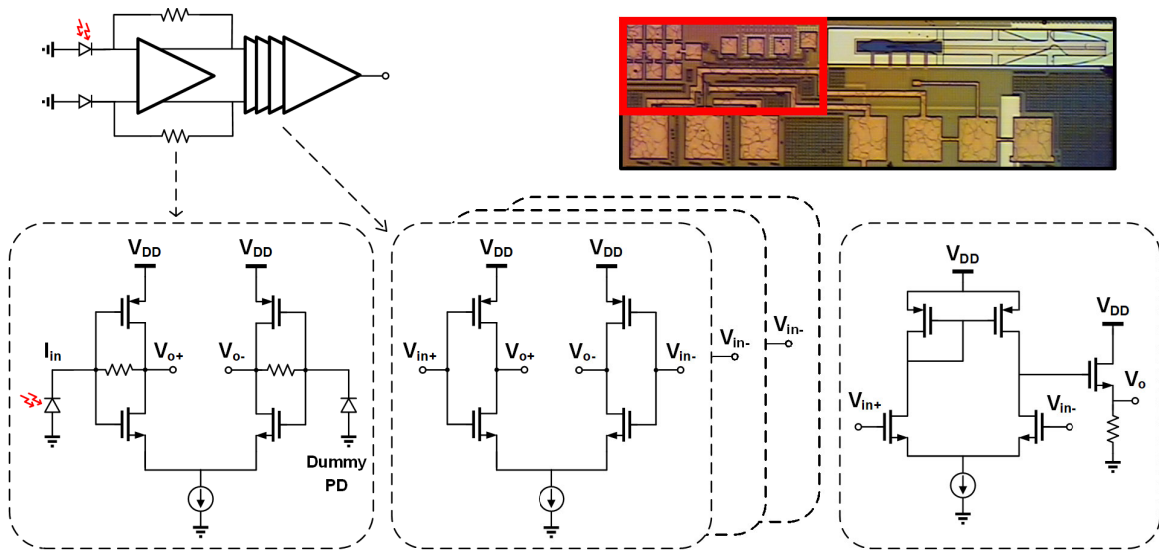 VDD
VDD
Iin
Vo+
Vo-
Dummy
PD
VDD
VDD
Vin+
Vo+
Vo-
Vin-
Vin-
Vin-
VDD
VDD
Vin+
Vin-
Vo